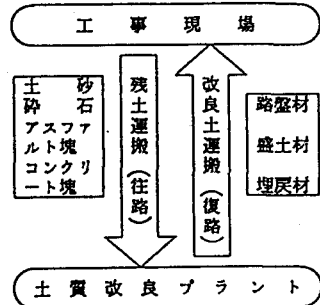 工事現場
土砂
砕石
アスファ
ルト塊
コンクリ
ート塊
残土運搬(往路)
改良土運搬(復路)
路盤材
盛土材
埋戻材
土質改良プラント